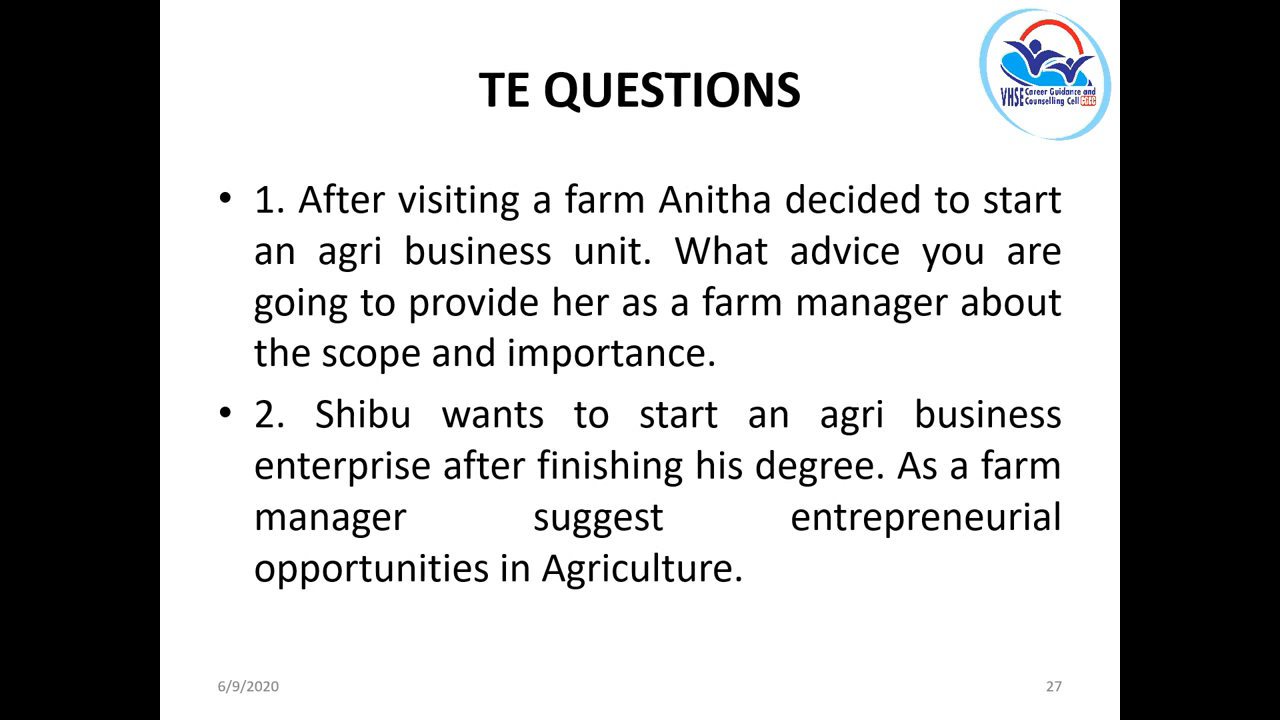 TE QUESTIONS
VHSE Career Guidance and
Counselling Cell CGCC
• 1. After visiting a farm Anitha decided to start
an agri business unit. What advice you are
going to provide her as a farm manager about
the scope and importance.
• 2. Shibu wants to start an agri business
enterprise after finishing his degree. As a farm
manager suggest entrepreneurial
opportunities in Agriculture.
6/9/2020
27